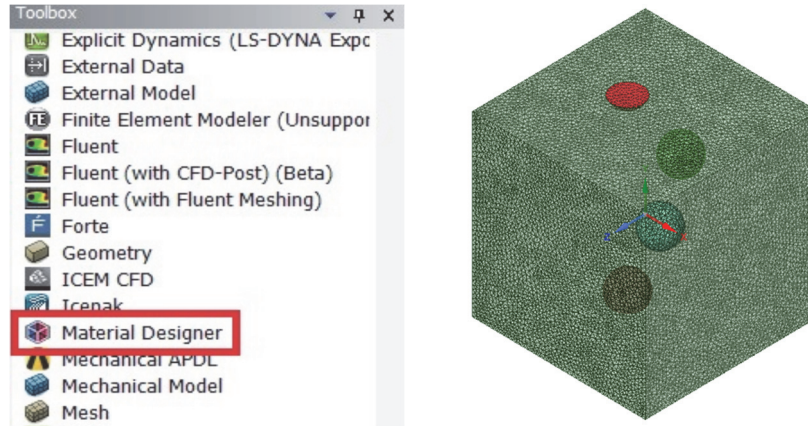 Toolbox
Explicit Dynamics (LS-DYNA Expo
External Data
External Model
Finite Element Modeler (Unsuppor
Fluent
Fluent (with CFD-Post) (Beta)
Fluent (with Fluent Meshing)
Forte
Geometry
ICEM CFD
Icepak
Material Designer
Mechanical APDL
Mechanical Model
Mesh